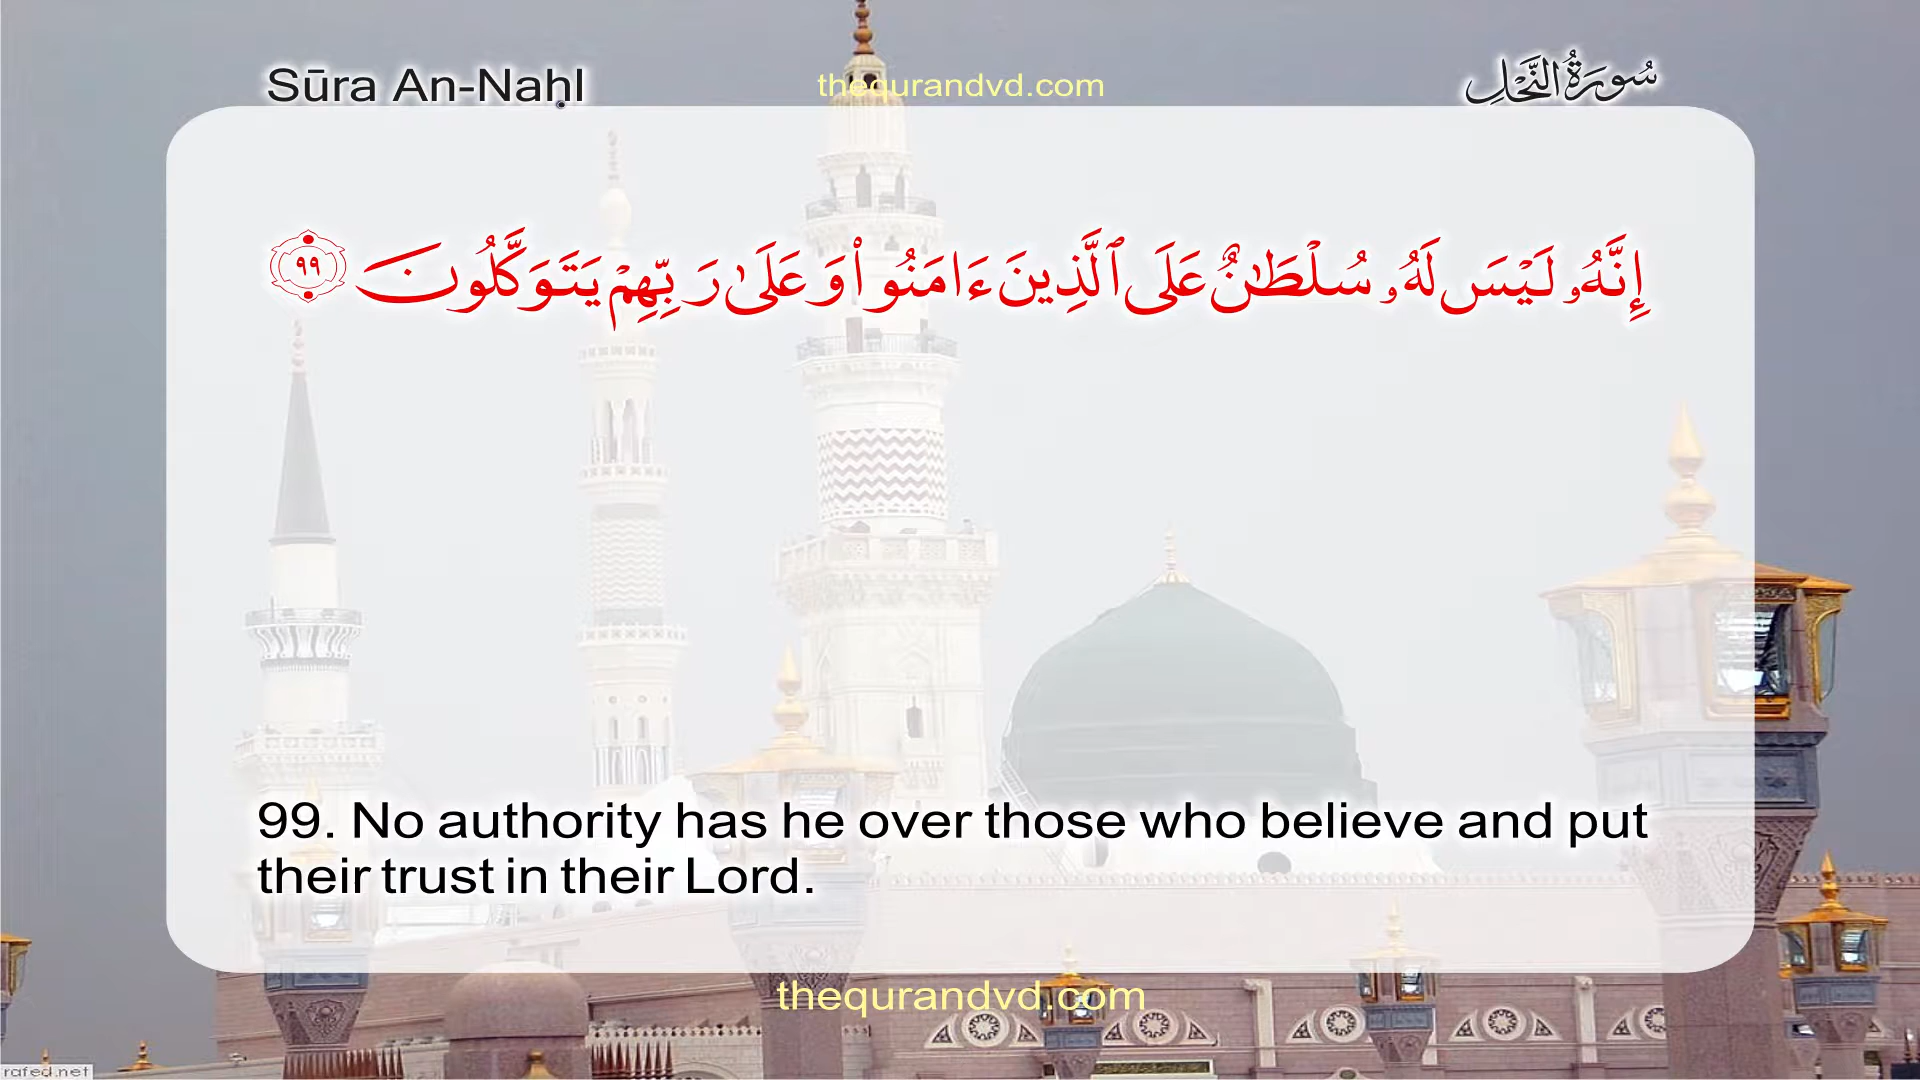 Sūra An-Naḥl
thequrandvd.com
سُورَةُ النَّحْلِ
إِنَّهُۥ لَيْسَ لَهُۥ سُلْطَٰنٌ عَلَى ٱلَّذِينَ ءَامَنُوا۟ وَعَلَىٰ رَبِّهِمْ يَتَوَكَّلُونَ ٩٩
99. No authority has he over those who believe and put
their trust in their Lord.
thequrandvd.com
rafed.net